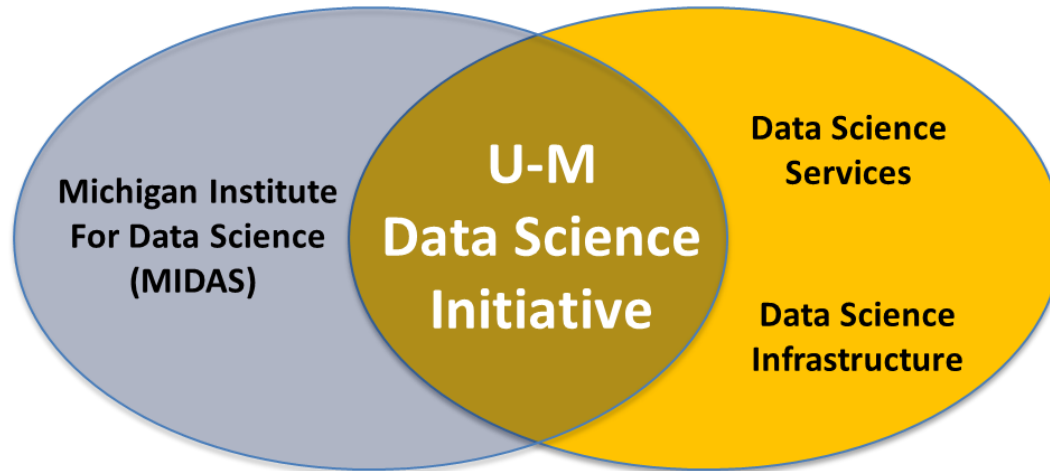 Michigan Institute
For Data Science
(MIDAS)
U-M
Data Science
Initiative
Data Science
Services
Data Science
Infrastructure